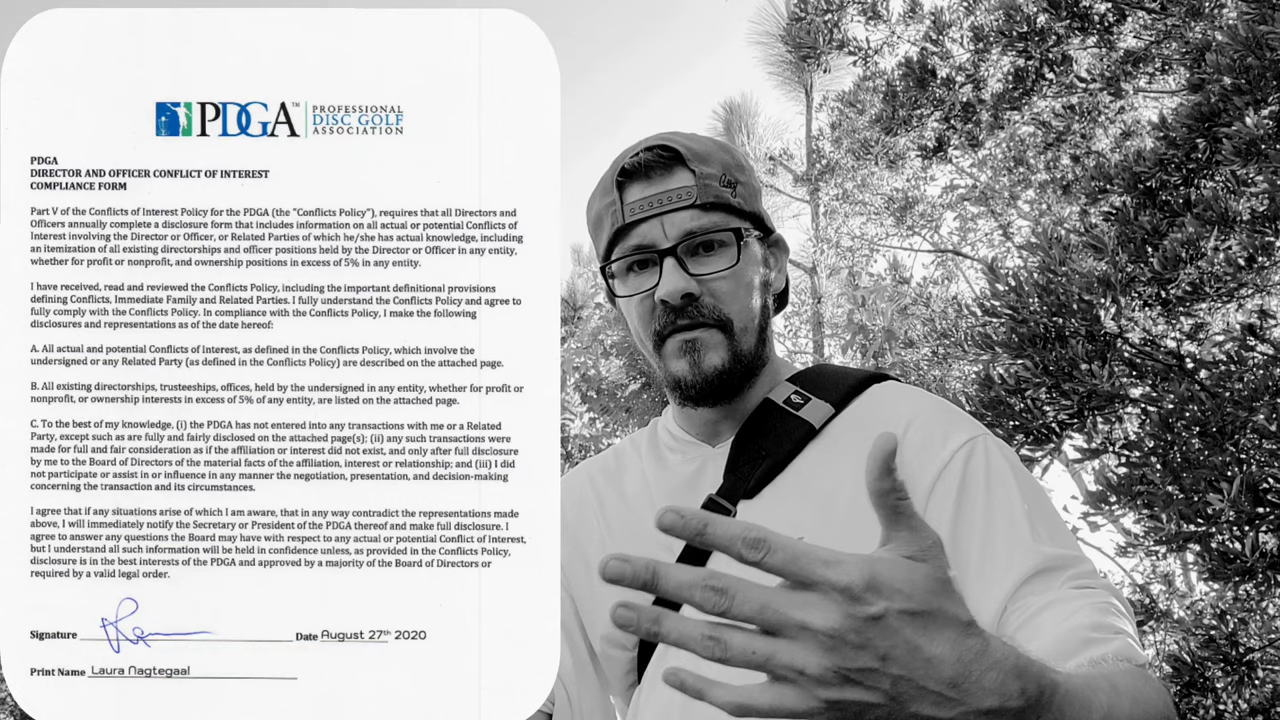 PDGA™ PROFESSIONAL
DISC GOLF
ASSOCIATION
PDGA
DIRECTOR AND OFFICER CONFLICT OF INTEREST
COMPLIANCE FORM
Part V of the Conflicts of Interest Policy for the PDGA (the "Conflicts Policy"), requires that all Directors and
Officers annually complete a disclosure form that includes information on all actual or potential Conflicts of
Interest involving the Director or Officer, or Related Parties of which he/she has actual knowledge, including
an itemization of all existing directorships and officer positions held by the Director or Officer in any entity,
whether for profit or nonprofit, and ownership positions in excess of 5% in any entity.
I have received, read and reviewed the Conflicts Policy, including the important definitional provisions
defining Conflicts, Immediate Family and Related Parties. I fully understand the Conflicts Policy and agree to
fully comply with the Conflicts Policy. In compliance with the Conflicts Policy, I make the following
disclosures and representations as of the date hereof:
A. All actual and potential Conflicts of Interest, as defined in the Conflicts Policy, which involve the
undersigned or any Related Party (as defined in the Conflicts Policy) are described on the attached page.
B. All existing directorships, trusteeships, offices, held by the undersigned in any entity, whether for profit or
nonprofit, or ownership interests in excess of 5% of any entity, are listed on the attached page.
C. To the best of my knowledge, (i) the PDGA has not entered into any transactions with me or a Related
Party, except such as are fully and fairly disclosed on the attached page(s); (ii) any such transactions were
made for full and fair consideration as if the affiliation or interest did not exist, and only after full disclosure
by me to the Board of Directors of the material facts of the affiliation, interest or relationship; and (iii) I did
not participate or assist in or influence in any manner the negotiation, presentation, and decision-making
concerning the transaction and its circumstances.
I agree that if any situations arise of which I am aware, that in any way contradict the representations made
above, I will immediately notify the Secretary or President of the PDGA thereof and make full disclosure. I
agree to answer any questions the Board may have with respect to any actual or potential Conflict of Interest,
but I understand all such information will be held in confidence unless, as provided in the Conflicts Policy,
disclosure is in the best interests of the PDGA and approved by a majority of the Board of Directors or
required by a valid legal order.
Signature Date August 27th 2020
Print Name Laura Nagtegaal